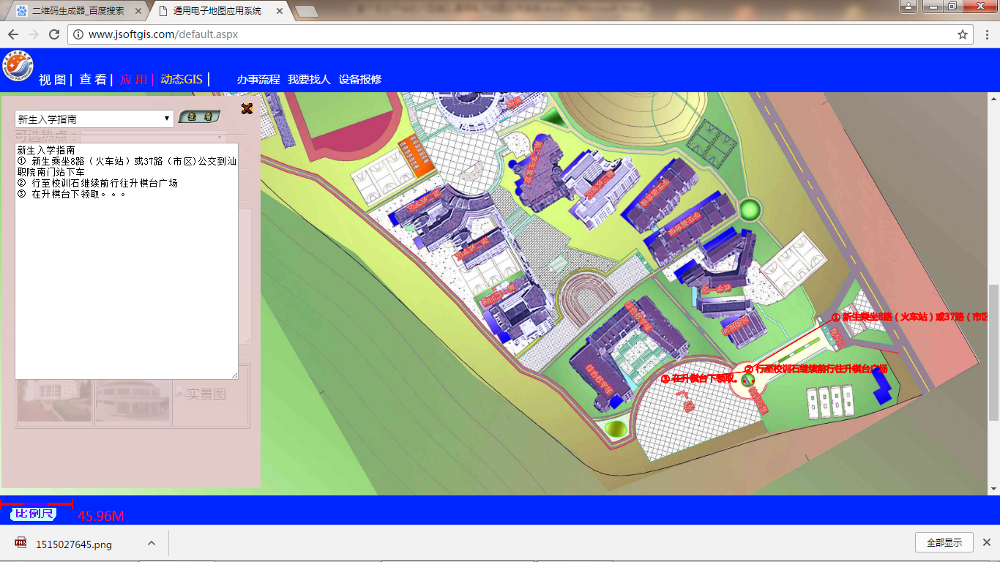 二维码生成器_百度搜索
通用电子地图应用系统
www.jsoftgis.com/default.aspx
视 图 |
查 看 |
应 用 |
动态GIS |
办事流程
我要找人
设备报修
新生入学指南
查 看
可选热点：
新生入学指南
① 新生乘坐8路（火车站）或37路（市区）公交到汕
职院南门站下车
② 行至校训石继续前行往升棋台广场
③ 在升棋台下领取。。。
实景图
① 新生乘坐8路（火车站）或37路（市区
② 行至校训石继续前行往升棋台广场
③ 在升棋台下领取。
比例尺
45.96M
1515027645.png
全部显示